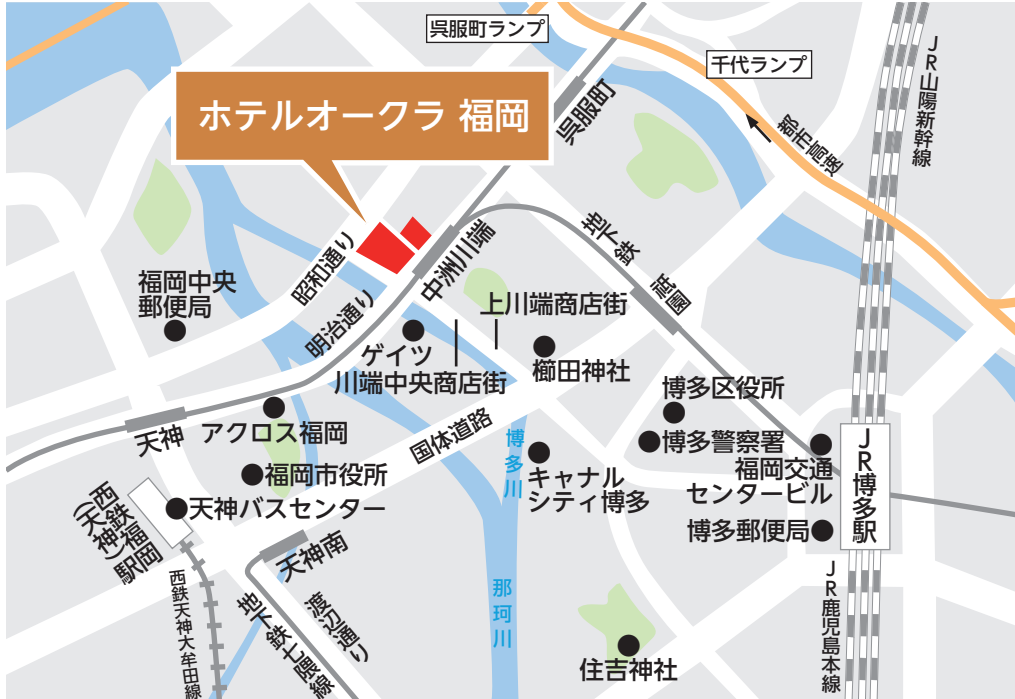 呉服町ランプ
千代ランプ
JR山陽新幹線
ホテルオークラ 福岡
呉服町
都市高速
地下鉄
祗園
中洲川端
昭和通り
明治通り
福岡中央
郵便局
上川端商店街
ゲイツ
川端中央商店街
櫛田神社
博多区役所
天神
アクロス福岡
国体道路
博多川
博多警察署
福岡交通
センタービル
JR博多駅
福岡市役所
キャナル
シティ博多
西鉄福岡
(天神)駅
天神バスセンター
博多郵便局
天神南
西鉄天神大牟田線
地下鉄七隈線
渡辺通り
那珂川
住吉神社
JR鹿児島本線